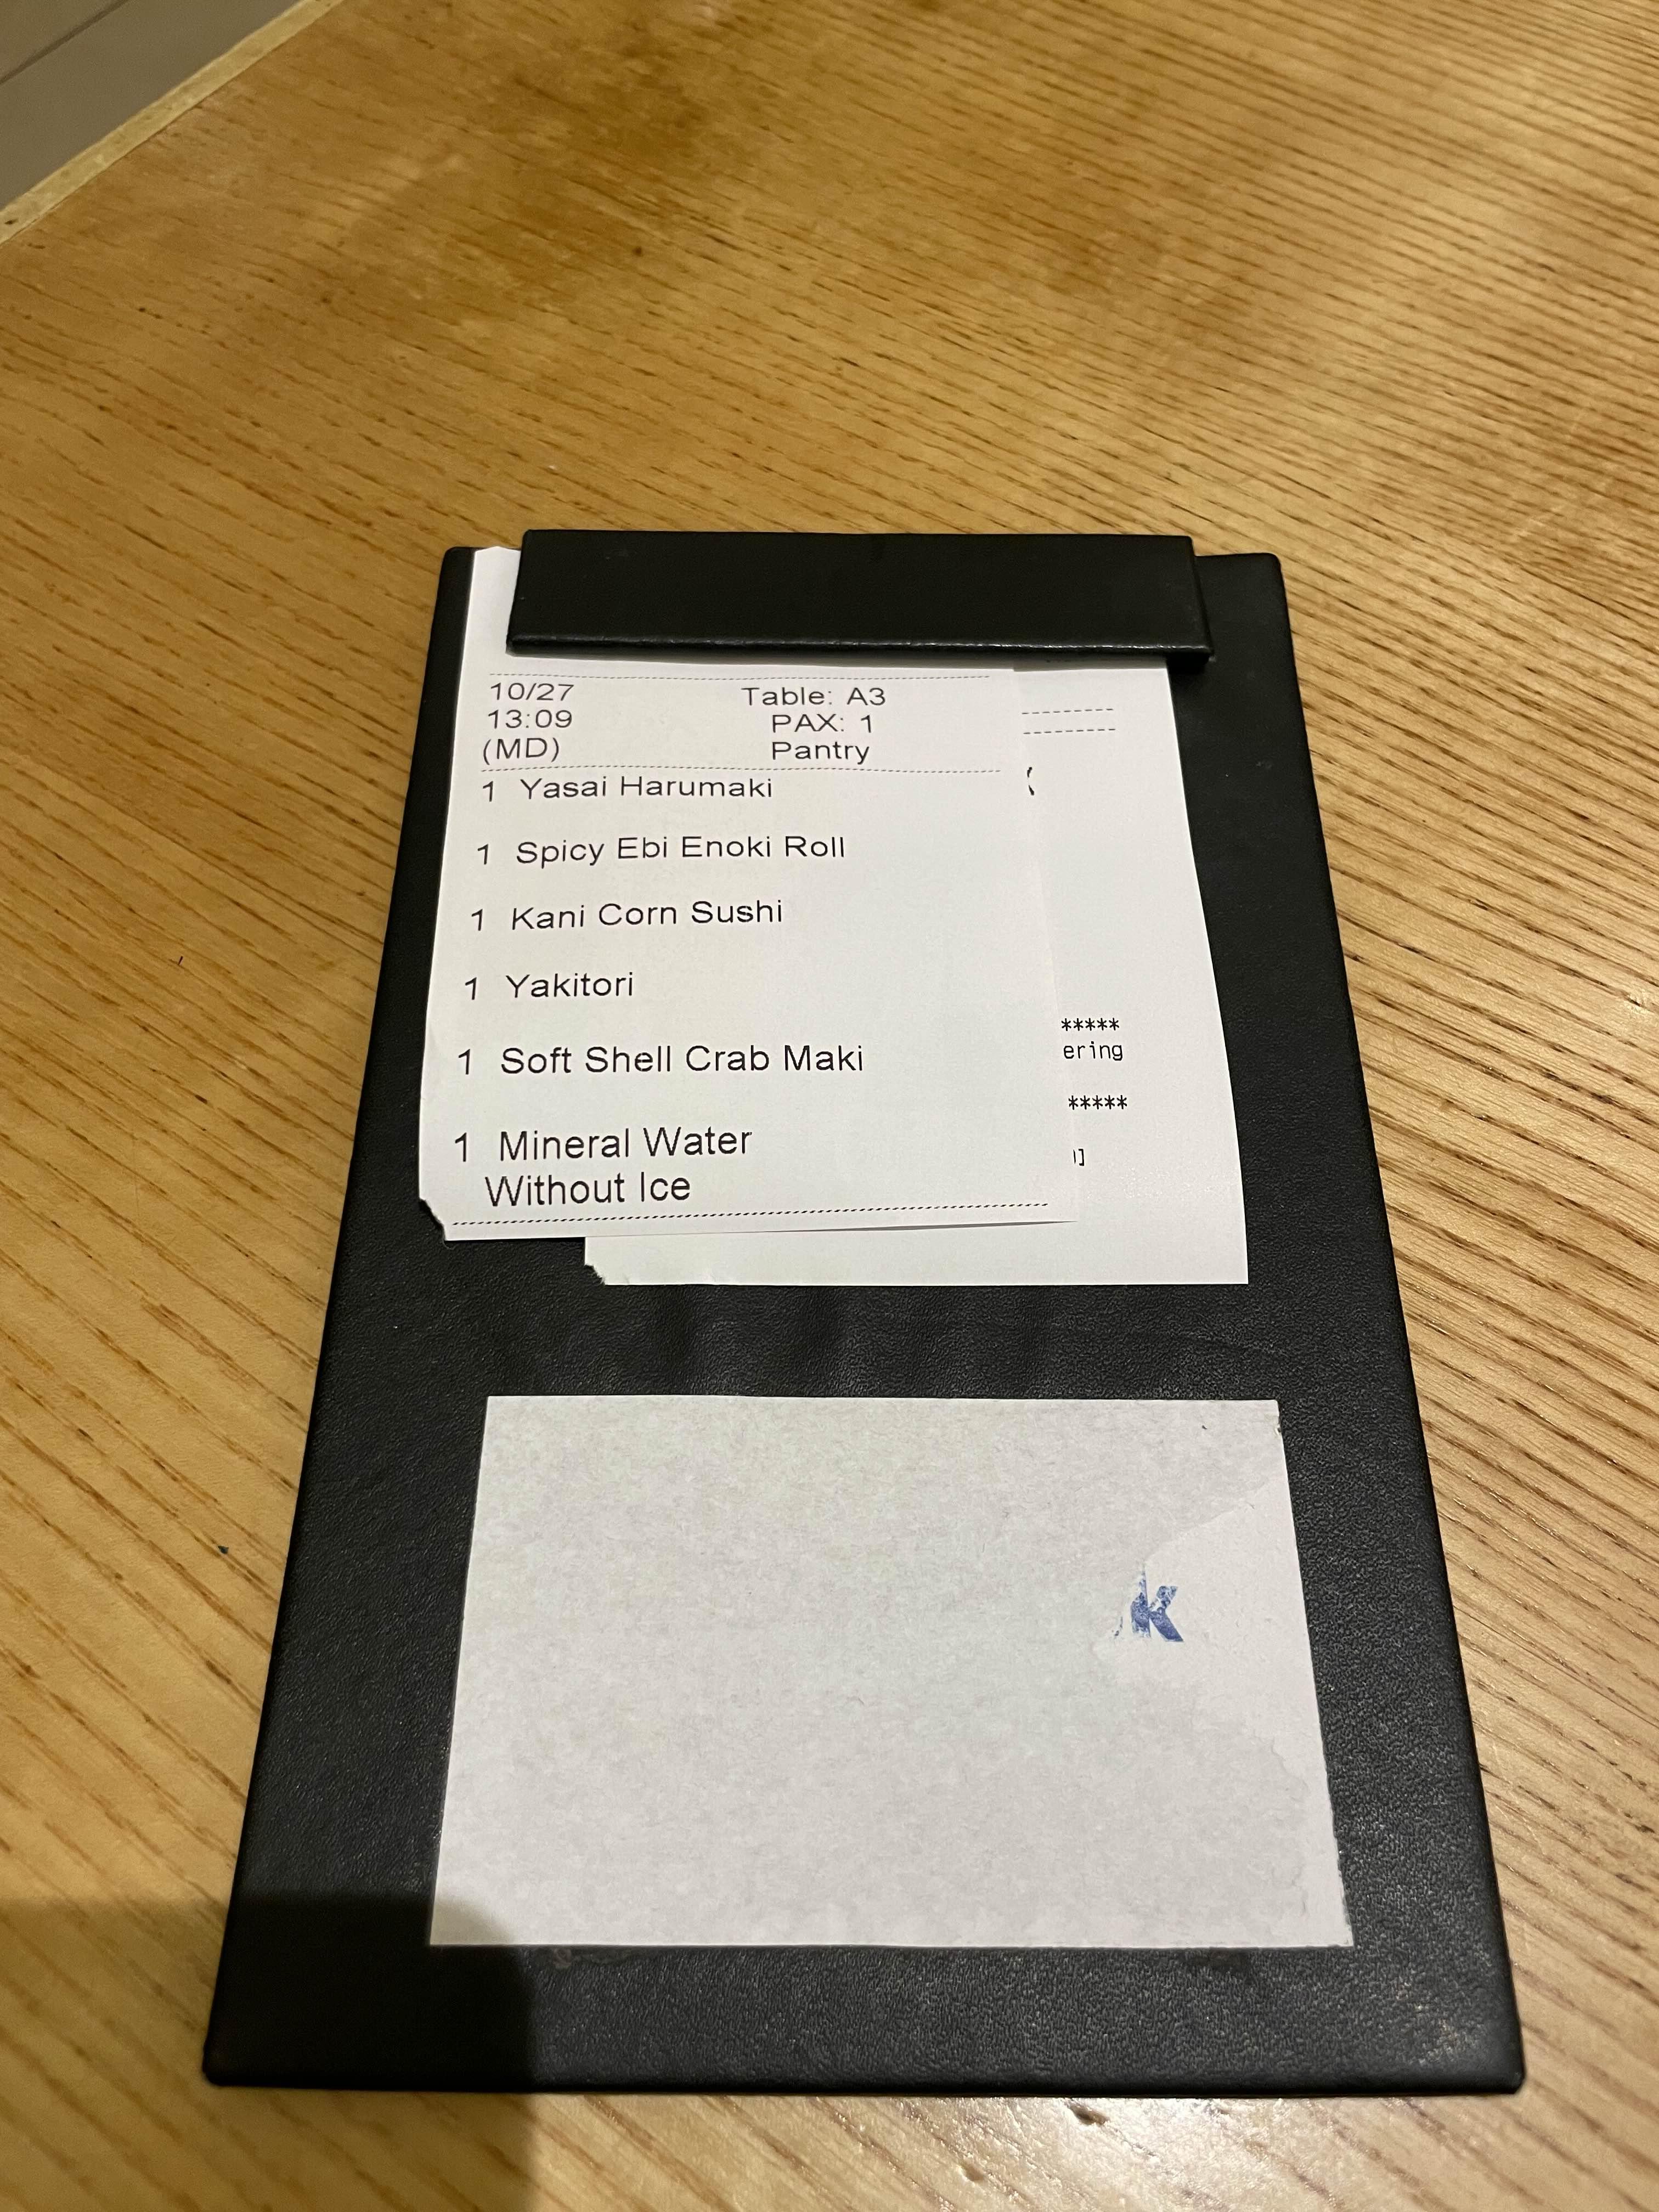 10/27 Table: A3
13:09 PAX: 1
(MD) Pantry
1 Yasai Harumaki
1 Spicy Ebi Enoki Roll
1 Kani Corn Sushi
1 Yakitori
1 Soft Shell Crab Maki
1 Mineral Water
Without Ice
*****
ering
*****
k